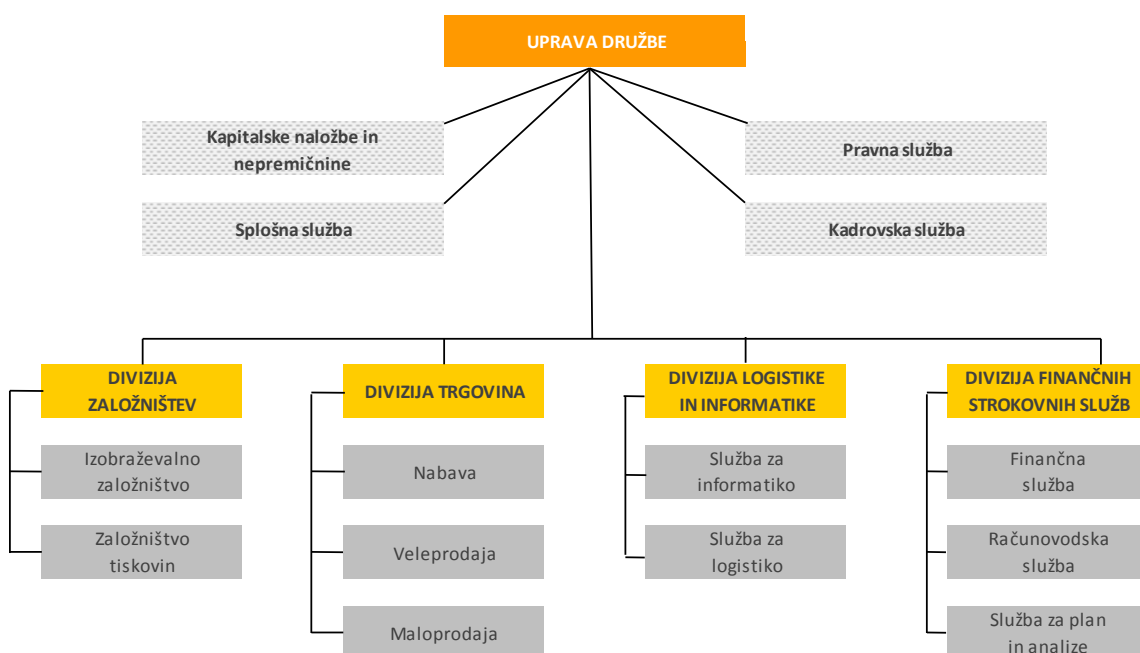 UPRAVA DRUŽBE
Kapitalske naložbe in
nepremičnine
Pravna služba
Splošna služba
Kadrovska služba
DIVIZIJA
ZALOŽNIŠTEV
DIVIZIJA TRGOVINA
DIVIZIJA LOGISTIKE
IN INFORMATIKE
DIVIZIJA FINANČNIH
STROKOVNIH SLUŽB
Izobraževalno
založništvo
Nabava
Služba za
informatiko
Finančna
služba
Založništvo
tiskovin
Veleprodaja
Služba za
logistiko
Računovodska
služba
Maloprodaja
Služba za plan
in analize